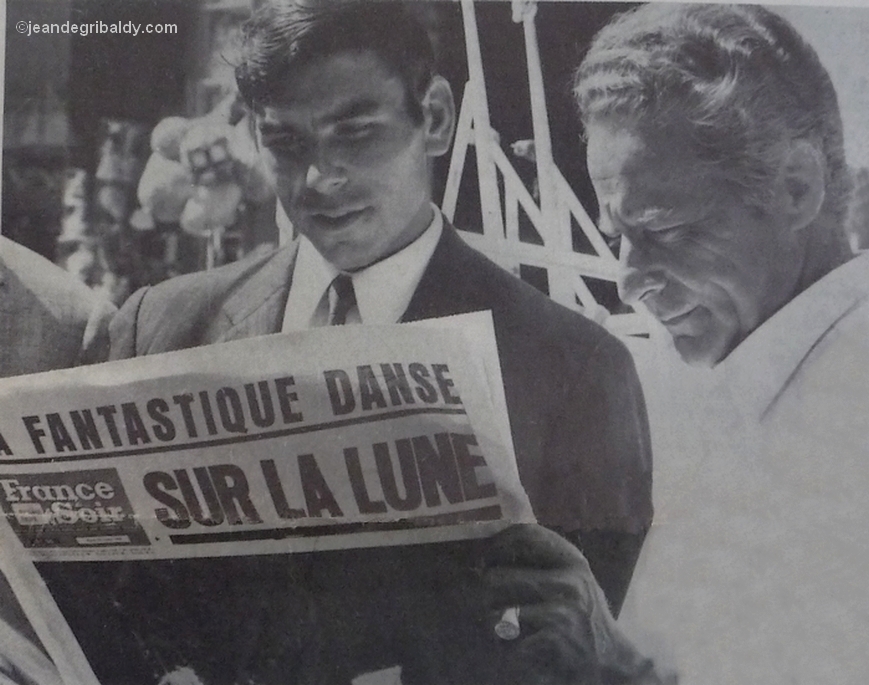 ©jeandegribaldy.com
A FANTASTIQUE DANSE
SUR LA LUNE
France
Soir